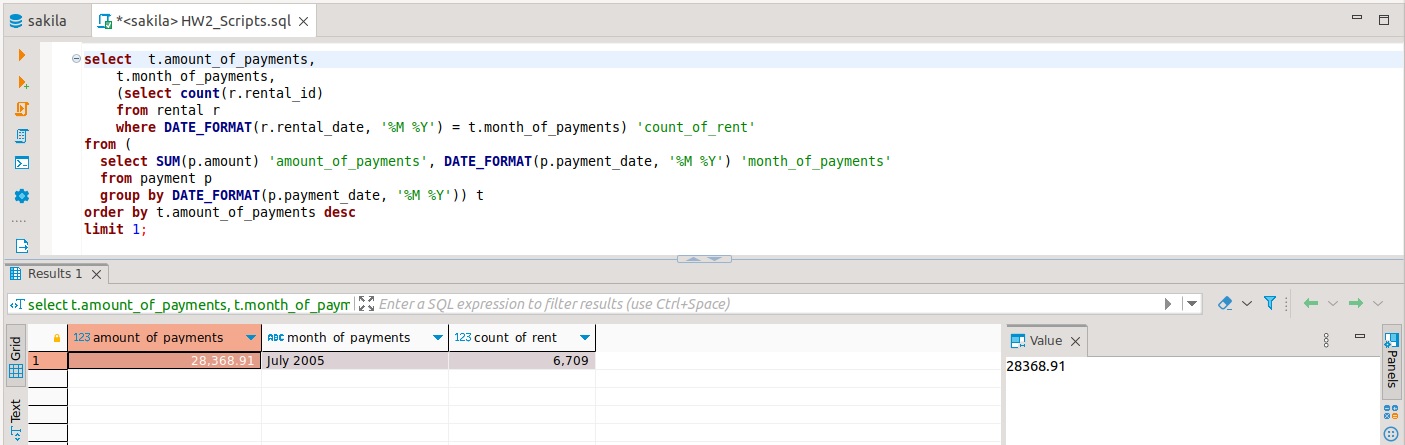 sakila
*<sakila> HW2_Scripts.sql
select  t.amount_of_payments,
t.month_of_payments,
(select count(r.rental_id)
from rental r
where DATE_FORMAT(r.rental_date, '%M %Y') = t.month_of_payments) 'count_of_rent'
from (
select SUM(p.amount) 'amount_of_payments', DATE_FORMAT(p.payment_date, '%M %Y') 'month_of_payments'
from payment p
group by DATE_FORMAT(p.payment_date, '%M %Y')) t
order by t.amount_of_payments desc
limit 1;
Results 1
select t.amount_of_payments, t.month_of_paym Enter a SQL expression to filter results (use Ctrl+Space)
Grid
Text
123 amount of payments ABC month of payments 123 count of rent
1 28,368.91 July 2005 6,709
Value
28368.91
Panels